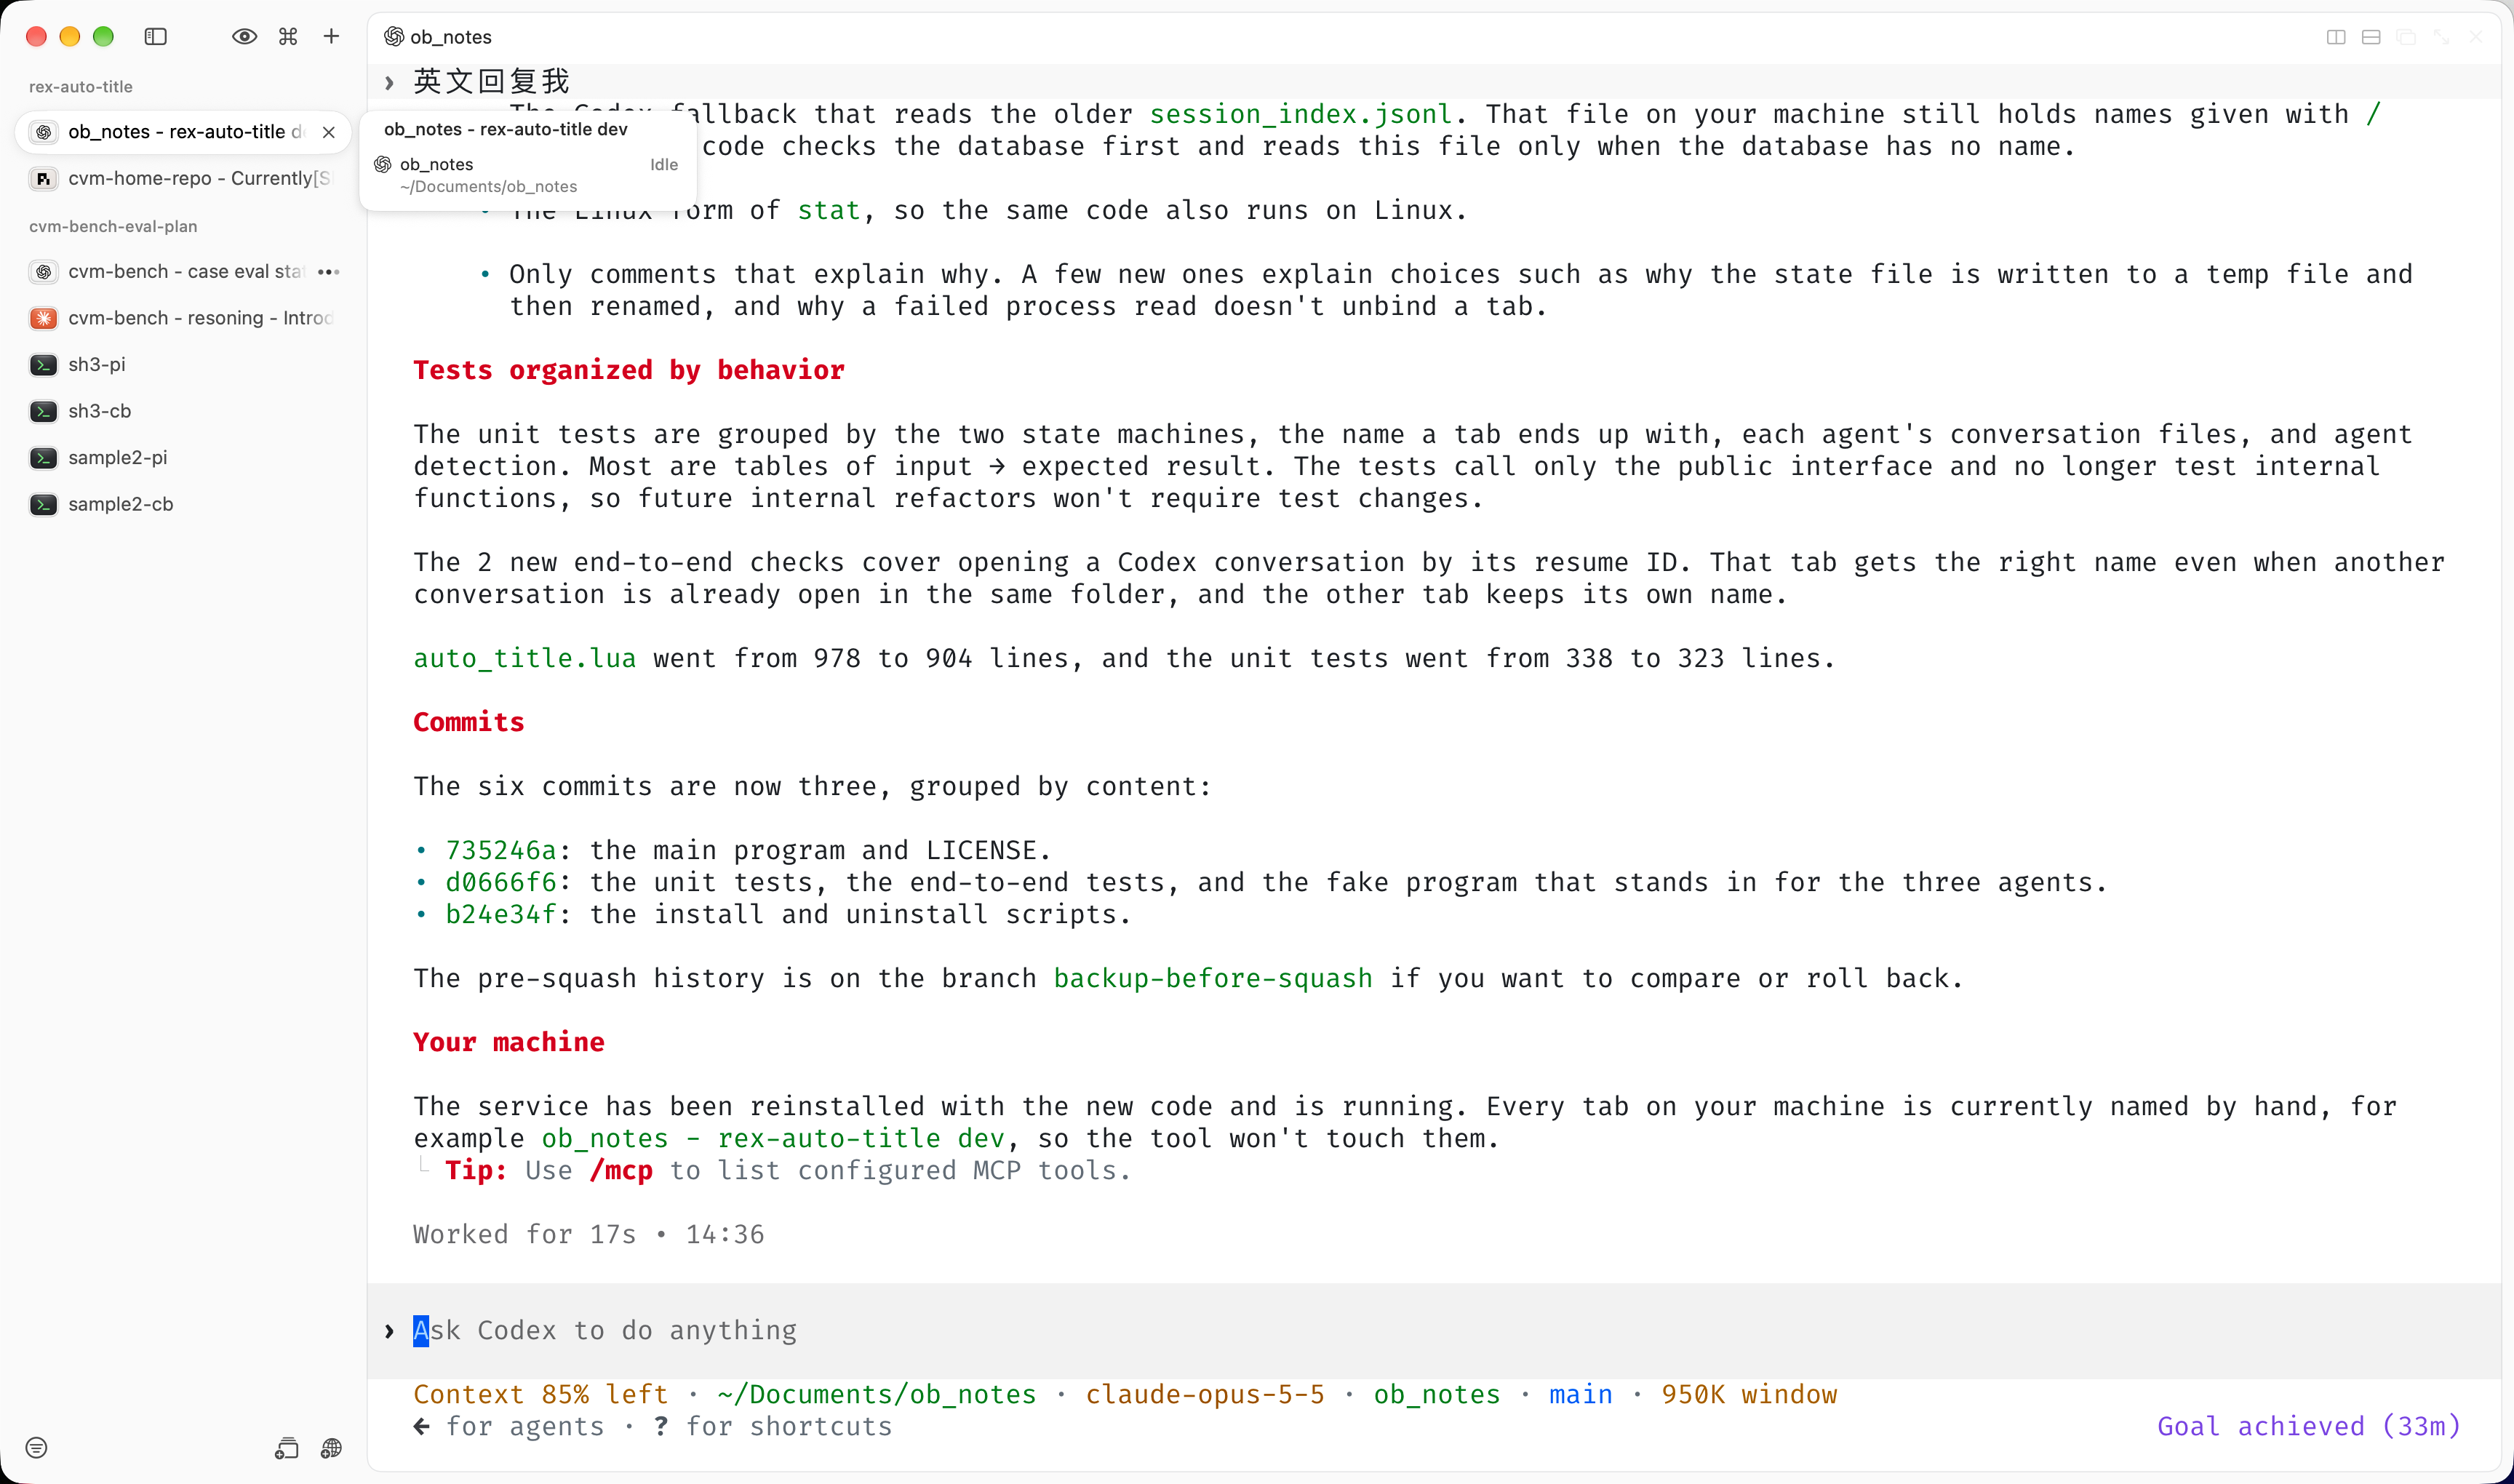 rex-auto-title
ob_notes - rex-auto-title d
cvm-home-repo - Currently[S
cvm-bench-eval-plan
cvm-bench - case eval sta
cvm-bench - resoning - Introd
sh3-pi
sh3-cb
sample2-pi
sample2-cb
ob_notes
› 英文回复我
ob_notes - rex-auto-title dev
ob_notes Idle
~/Documents/ob_notes
The Codex fallback that reads the older session_index.jsonl. That file on your machine still holds names given with /
code checks the database first and reads this file only when the database has no name.
• The Linux form of stat, so the same code also runs on Linux.
• Only comments that explain why. A few new ones explain choices such as why the state file is written to a temp file and
then renamed, and why a failed process read doesn't unbind a tab.
Tests organized by behavior
The unit tests are grouped by the two state machines, the name a tab ends up with, each agent's conversation files, and agent
detection. Most are tables of input → expected result. The tests call only the public interface and no longer test internal
functions, so future internal refactors won't require test changes.
The 2 new end-to-end checks cover opening a Codex conversation by its resume ID. That tab gets the right name even when another
conversation is already open in the same folder, and the other tab keeps its own name.
auto_title.lua went from 978 to 904 lines, and the unit tests went from 338 to 323 lines.
Commits
The six commits are now three, grouped by content:
• 735246a: the main program and LICENSE.
• d0666f6: the unit tests, the end-to-end tests, and the fake program that stands in for the three agents.
• b24e34f: the install and uninstall scripts.
The pre-squash history is on the branch backup-before-squash if you want to compare or roll back.
Your machine
The service has been reinstalled with the new code and is running. Every tab on your machine is currently named by hand, for
example ob_notes - rex-auto-title dev, so the tool won't touch them.
└ Tip: Use /mcp to list configured MCP tools.
Worked for 17s • 14:36
› Ask Codex to do anything
Context 85% left · ~/Documents/ob_notes · claude-opus-5-5 · ob_notes · main · 950K window
← for agents · ? for shortcuts
Goal achieved (33m)